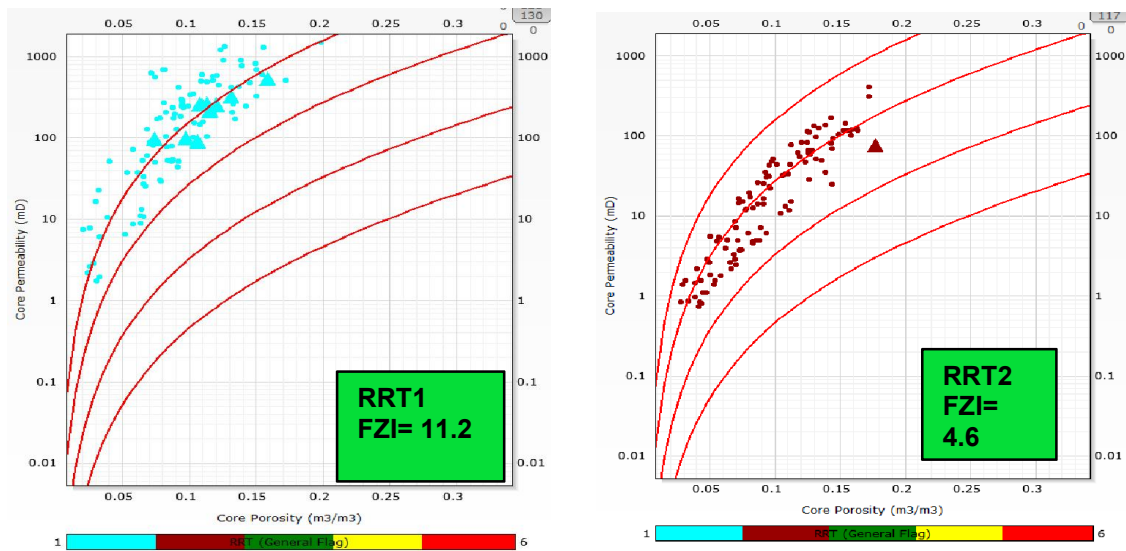 130
0 0
0.05 0.1 0.15 0.2 0.25 0.3
1000 1000
100 100
10 10
1 1
0.1 0.1
0.01 0.01
Core Permeability (mD)
RRT1
FZI= 11.2
0.05 0.1 0.15 0.2 0.25 0.3
Core Porosity (m3/m3)
1 RRT (General Flag) 6
117
0 0
0.05 0.1 0.15 0.2 0.25 0.3
1000 1000
100 100
10 10
1 1
0.1 0.1
0.01 0.01
Core Permeability (mD)
RRT2
FZI=
4.6
0.05 0.1 0.15 0.2 0.25 0.3
Core Porosity (m3/m3)
1 RRT (General Flag) 6